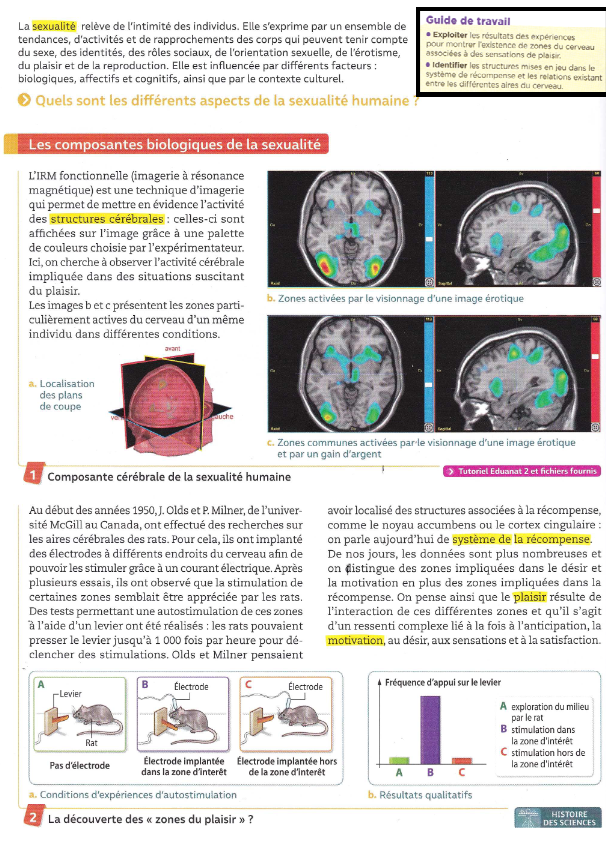 La sexualité relève de l'intimité des individus. Elle s'exprime par un ensemble de
tendances, d'activités et de rapprochements des corps qui peuvent tenir compte
du sexe, des identités, des rôles sociaux, de l'orientation sexuelle, de l'érotisme,
du plaisir et de la reproduction. Elle est influencée par différents facteurs :
biologiques, affectifs et cognitifs, ainsi que par le contexte culturel.
Quels sont les différents aspects de la sexualité humaine ?
Guide de travail
• Exploiter les résultats des expériences
pour montrer l'existence de zones du cerveau
associées à des sensations de plaisir.
• Identifier les structures mises en jeu dans le
système de récompense et les relations existant
entre les différentes aires du cerveau.
Les composantes biologiques de la sexualité
L'IRM fonctionnelle (imagerie à résonance
magnétique) est une technique d'imagerie
qui permet de mettre en évidence l'activité
des structures cérébrales : celles-ci sont
affichées sur l'image grâce à une palette
de couleurs choisie par l'expérimentateur.
Ici, on cherche à observer l'activité cérébrale
impliquée dans des situations suscitant
du plaisir.
Les images b et c présentent les zones parti-
culièrement actives du cerveau d'un même
individu dans différentes conditions.
avant
a. Localisation
des plans
de coupe
auche
b. Zones activées par le visionnage d'une image érotique
c. Zones communes activées par le visionnage d'une image érotique
et par un gain d'argent
Tutoriel Eduanat 2 et fichiers fournis
1 Composante cérébrale de la sexualité humaine
Au début des années 1950, J. Olds et P. Milner, de l'univer-
sité McGill au Canada, ont effectué des recherches sur
les aires cérébrales des rats. Pour cela, ils ont implanté
des électrodes à différents endroits du cerveau afin de
pouvoir les stimuler grâce à un courant électrique. Après
plusieurs essais, ils ont observé que la stimulation de
certaines zones semblait être appréciée par les rats.
Des tests permettant une autostimulation de ces zones
à l'aide d'un levier ont été réalisés : les rats pouvaient
presser le levier jusqu'à 1 000 fois par heure pour dé-
clencher des stimulations. Olds et Milner pensaient
avoir localisé des structures associées à la récompense,
comme le noyau accumbens ou le cortex cingulaire :
on parle aujourd'hui de système de la récompense.
De nos jours, les données sont plus nombreuses et
on distingue des zones impliquées dans le désir et
la motivation en plus des zones impliquées dans la
récompense. On pense ainsi que le plaisir résulte de
l'interaction de ces différentes zones et qu'il s'agit
d'un ressenti complexe lié à la fois à l'anticipation, la
motivation, au désir, aux sensations et à la satisfaction.
A
Levier
Rat
Pas d'électrode
B
Électrode
Électrode implantée
dans la zone d'intérêt
C
Électrode
Électrode implantée hors
de la zone d'intérêt
a. Conditions d'expériences d'autostimulation
Fréquence d'appui sur le levier
A B C
A exploration du milieu
par le rat
B stimulation dans
la zone d'intérêt
C stimulation hors de
la zone d'intérêt
b. Résultats qualitatifs
2 La découverte des « zones du plaisir » ?
HISTOIRE
DES SCIENCES